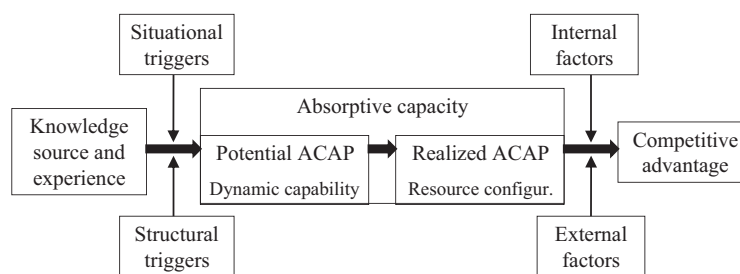 Situational
triggers
Internal
factors
Absorptive capacity
Knowledge
source and
experience
Potential ACAP
Dynamic capability
Realized ACAP
Resource configur.
Competitive
advantage
Structural
triggers
External
factors